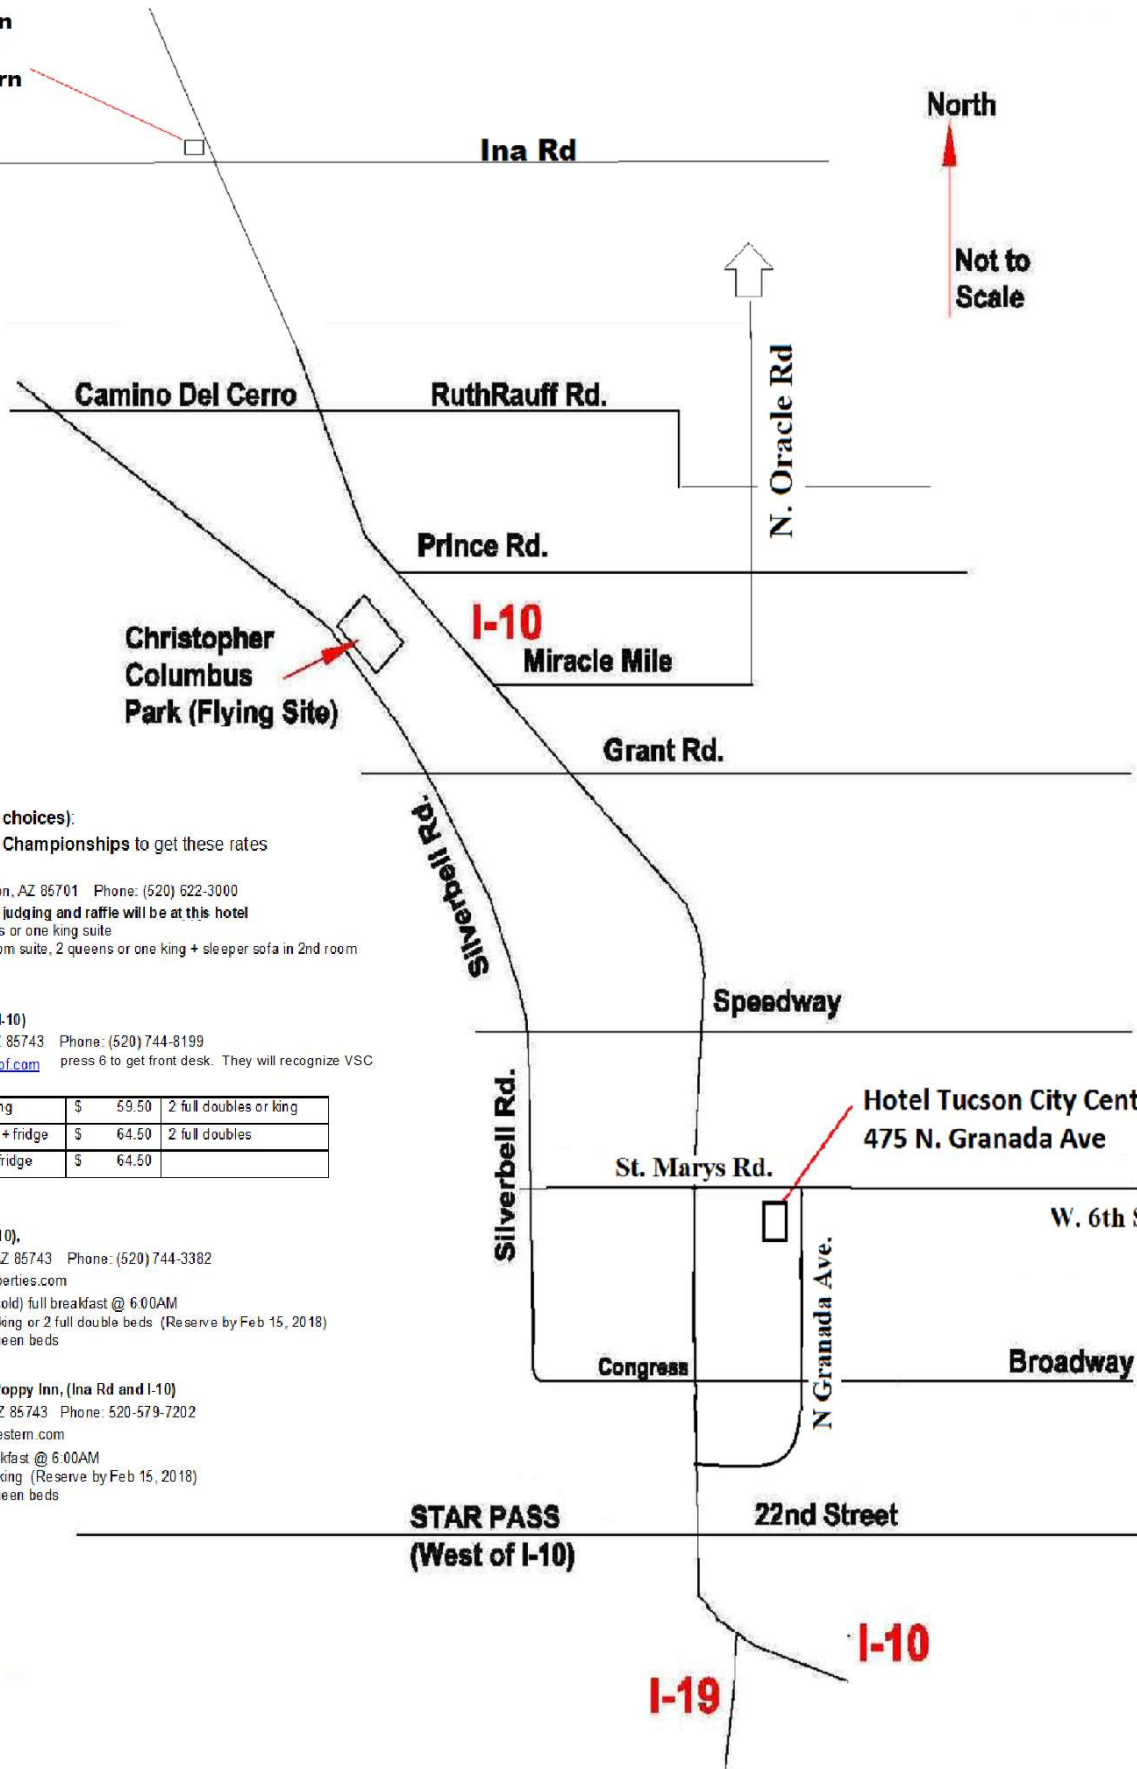 n
rn
Ina Rd
North
Not to
Scale
Camino Del Cerro
RuthRauff Rd.
N. Oracle Rd
Prince Rd.
I-10
Christopher
Columbus
Park (Flying Site)
Miracle Mile
Grant Rd.
Silverbell Rd.
choices):
Championships to get these rates
n, AZ 85701 Phone: (520) 622-3000
judging and raffle will be at this hotel
s or one king suite
om suite, 2 queens or one king + sleeper sofa in 2nd room
Speedway
I-10)
Z 85743 Phone: (520) 744-8199
of.com press 6 to get front desk. They will recognize VSC
ng $ 59.50 2 full doubles or king
+ fridge $ 64.50 2 full doubles
fridge $ 64.50
Silverbell Rd.
Hotel Tucson City Cent
475 N. Granada Ave
St. Marys Rd.
W. 6th S
10),
AZ 85743 Phone: (520) 744-3382
perties.com
cold) full breakfast @ 6:00AM
king or 2 full double beds (Reserve by Feb 15, 2018)
ueen beds
N Granada Ave.
Congress
Broadway
Poppy Inn, (Ina Rd and I-10)
Z 85743 Phone: 520-579-7202
estern.com
kfast @ 6:00AM
king (Reserve by Feb 15, 2018)
ueen beds
STAR PASS
(West of I-10)
22nd Street
I-10
I-19